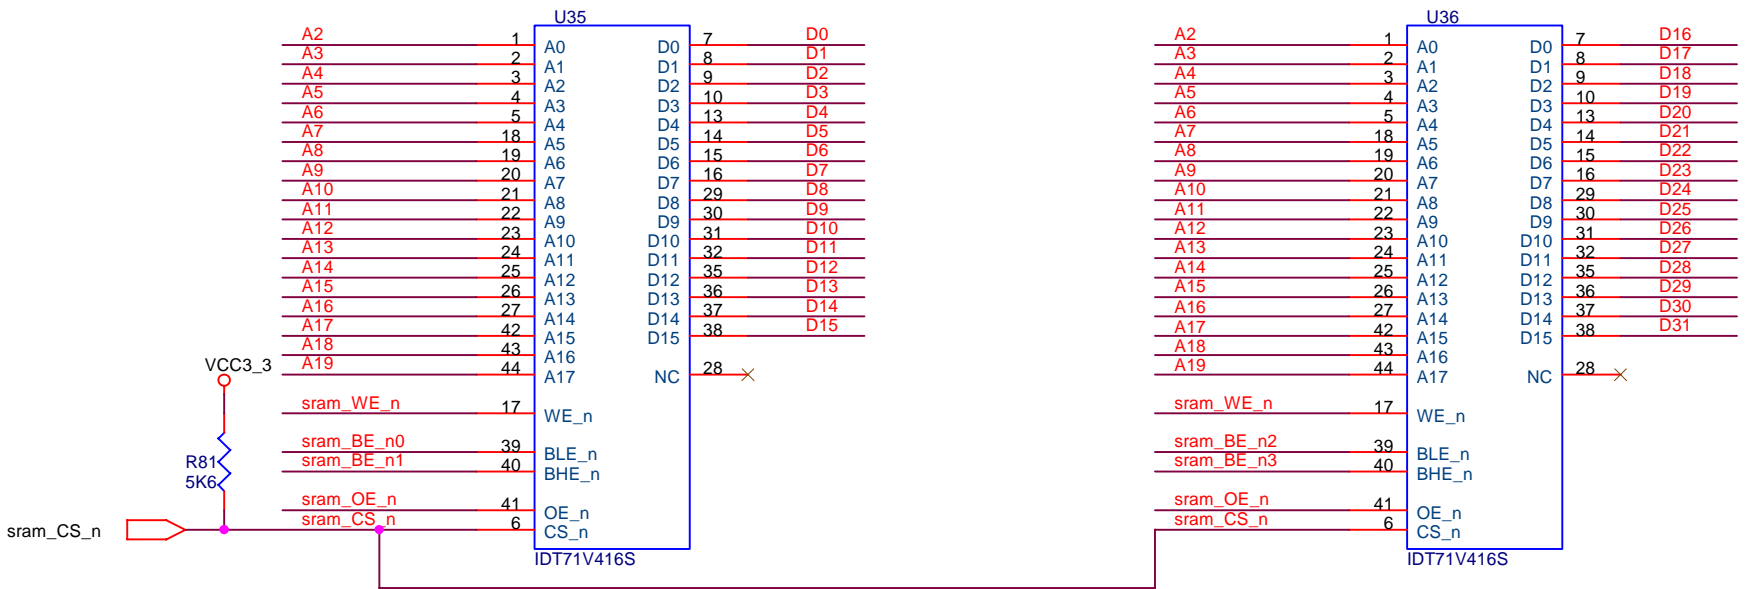 U35 U36
A2 1 A0 D0 7 D0 A2 1 A0 D0 7 D16
A3 2 A1 D1 8 D1 A3 2 A1 D1 8 D17
A4 3 A2 D2 9 D2 A4 3 A2 D2 9 D18
A5 4 A3 D3 10 D3 A5 4 A3 D3 10 D19
A6 5 A4 D4 13 D4 A6 5 A4 D4 13 D20
A7 18 A5 D5 14 D5 A7 18 A5 D5 14 D21
A8 19 A6 D6 15 D6 A8 19 A6 D6 15 D22
A9 20 A7 D7 16 D7 A9 20 A7 D7 16 D23
A10 21 A8 D8 29 D8 A10 21 A8 D8 29 D24
A11 22 A9 D9 30 D9 A11 22 A9 D9 30 D25
A12 23 A10 D10 31 D10 A12 23 A10 D10 31 D26
A13 24 A11 D11 32 D11 A13 24 A11 D11 32 D27
A14 25 A12 D12 35 D12 A14 25 A12 D12 35 D28
A15 26 A13 D13 36 D13 A15 26 A13 D13 36 D29
A16 27 A14 D14 37 D14 A16 27 A14 D14 37 D30
A17 42 A15 D15 38 D15 A17 42 A15 D15 38 D31
A18 43 A16 A18 43 A16
VCC3_3 A19 44 A17 NC 28 A19 44 A17 NC 28
sram_WE_n 17 WE_n sram_WE_n 17 WE_n
sram_BE_n0 39 BLE_n sram_BE_n2 39 BLE_n
R81 sram_BE_n1 40 BHE_n sram_BE_n3 40 BHE_n
5K6
sram_OE_n 41 OE_n sram_OE_n 41 OE_n
sram_CS_n sram_CS_n 6 CS_n sram_CS_n 6 CS_n
IDT71V416S IDT71V416S